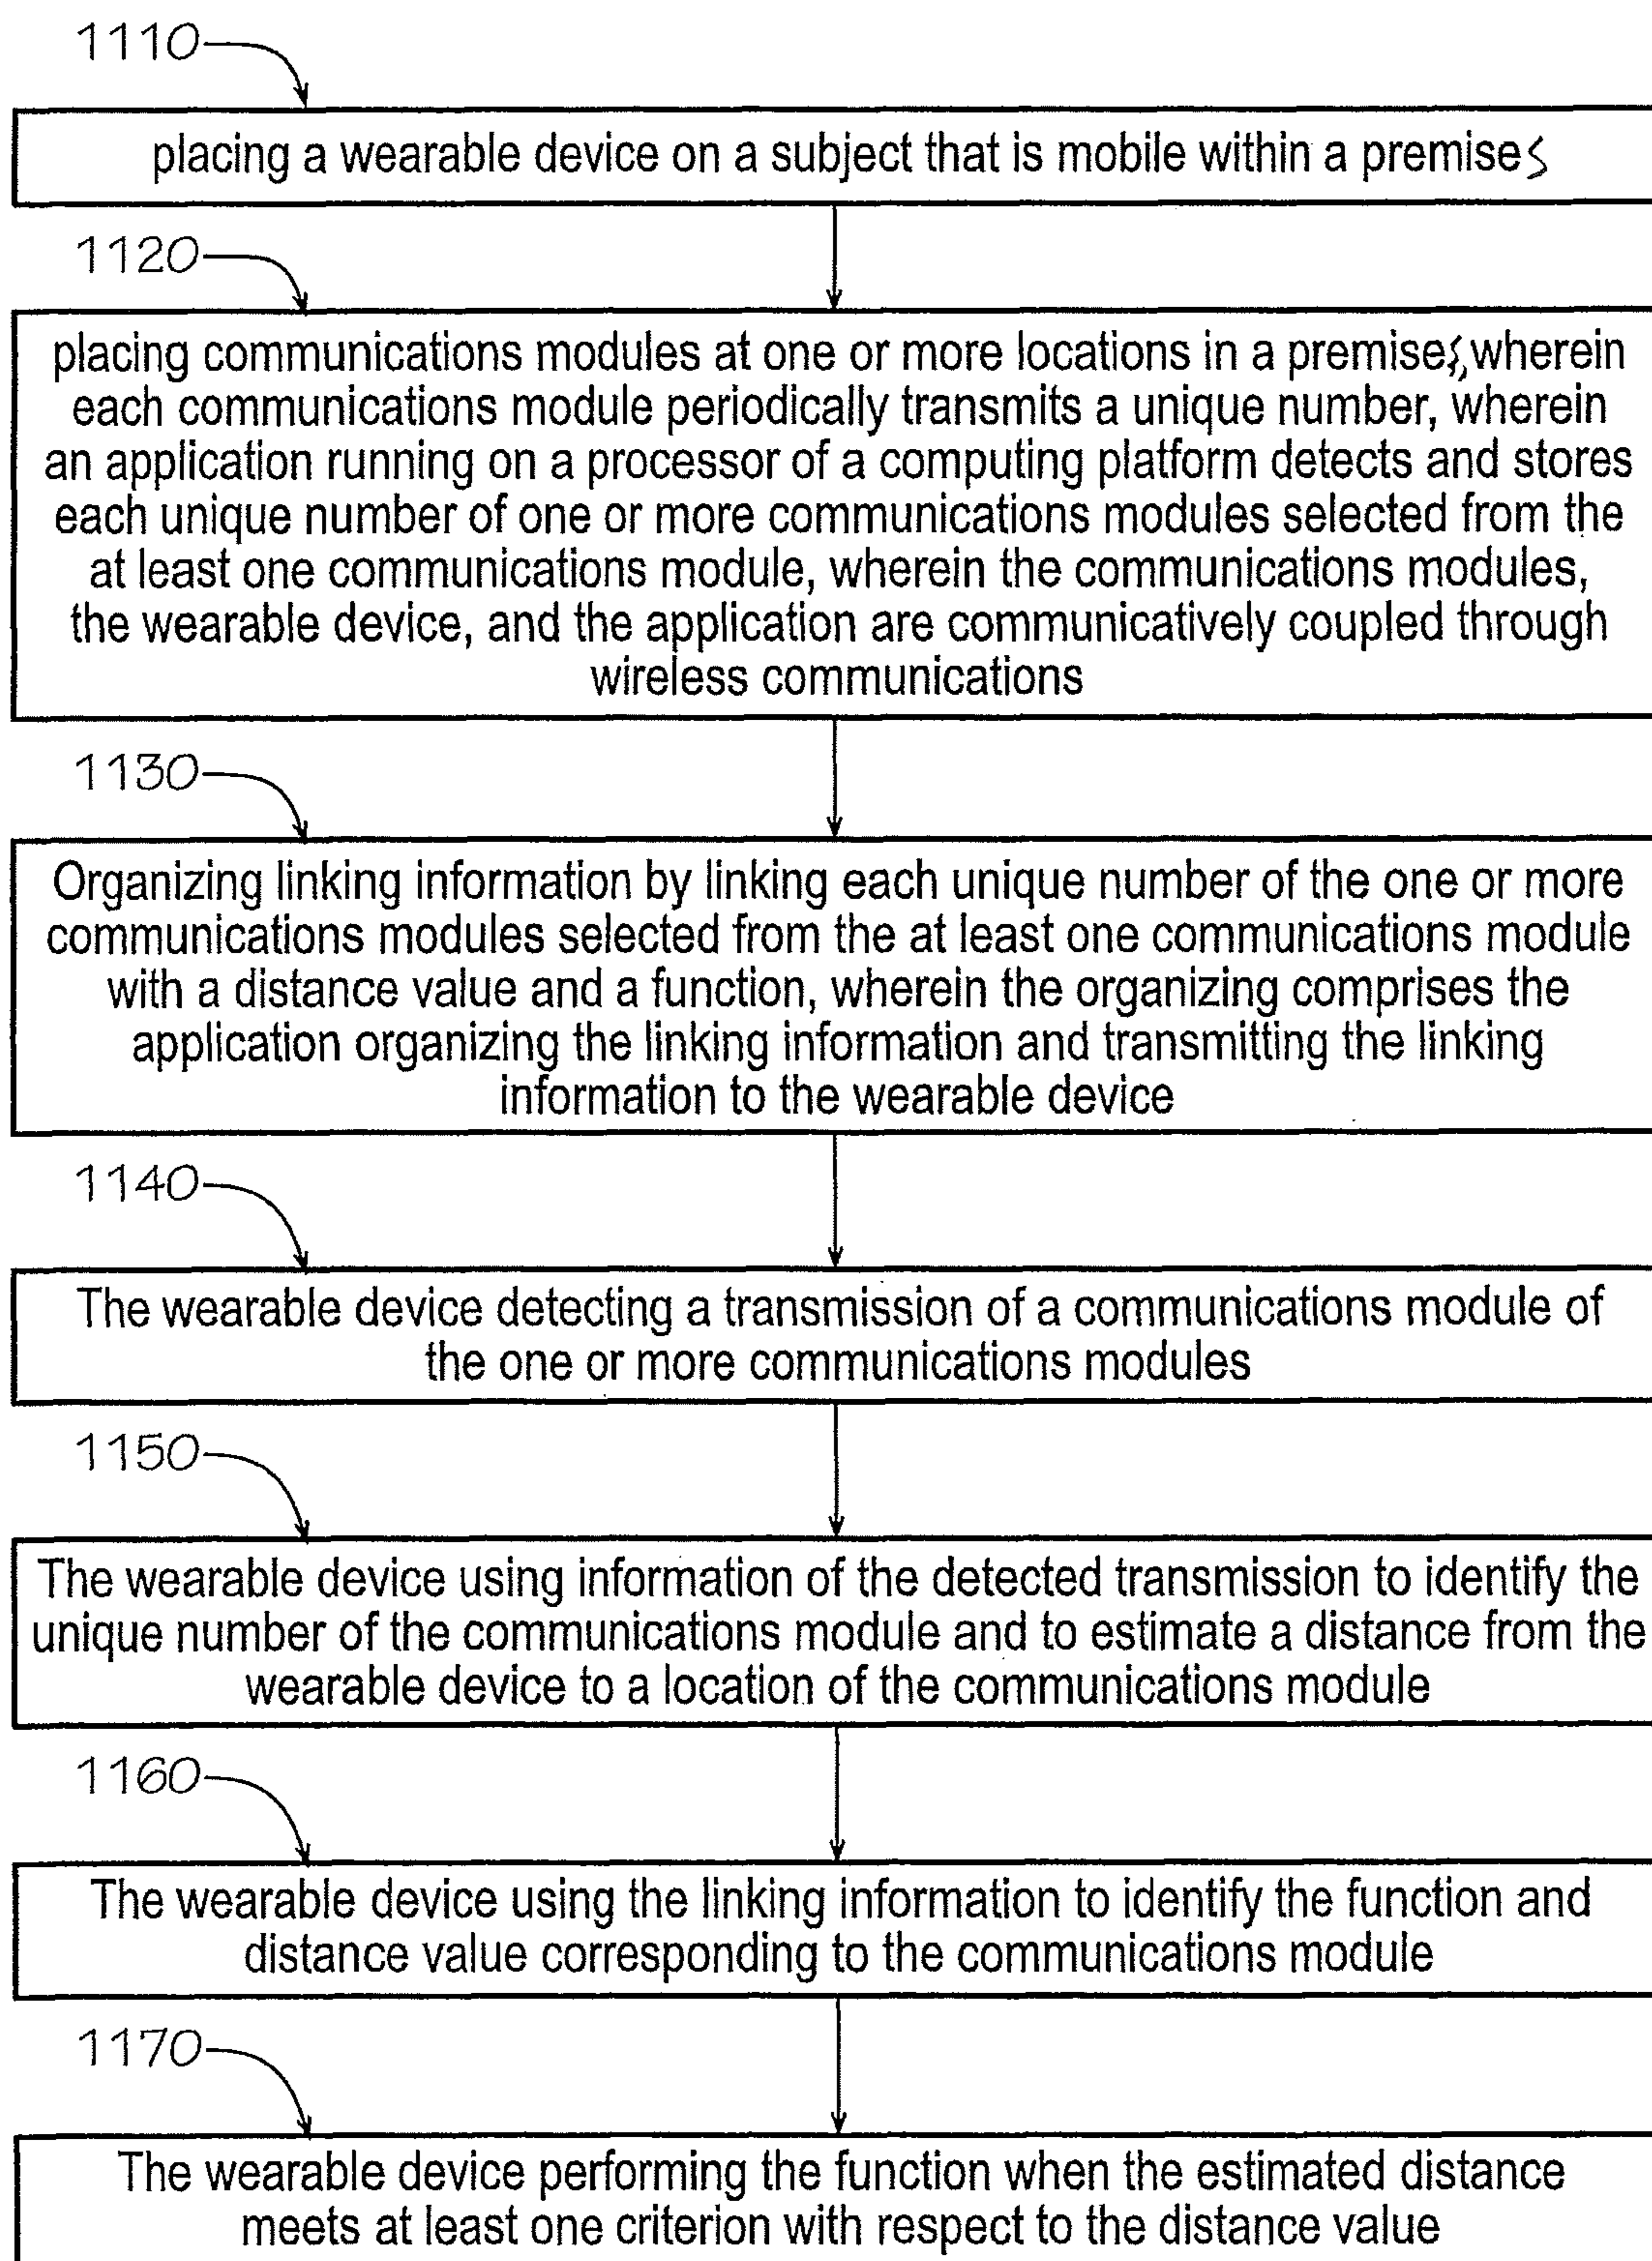 1110
placing a wearable device on a subject that is mobile within a premises
1120
placing communications modules at one or more locations in a premises, wherein
each communications module periodically transmits a unique number, wherein
an application running on a processor of a computing platform detects and stores
each unique number of one or more communications modules selected from the
at least one communications module, wherein the communications modules,
the wearable device, and the application are communicatively coupled through
wireless communications
1130
Organizing linking information by linking each unique number of the one or more
communications modules selected from the at least one communications module
with a distance value and a function, wherein the organizing comprises the
application organizing the linking information and transmitting the linking
information to the wearable device
1140
The wearable device detecting a transmission of a communications module of
the one or more communications modules
1150
The wearable device using information of the detected transmission to identify the
unique number of the communications module and to estimate a distance from the
wearable device to a location of the communications module
1160
The wearable device using the linking information to identify the function and
distance value corresponding to the communications module
1170
The wearable device performing the function when the estimated distance
meets at least one criterion with respect to the distance value